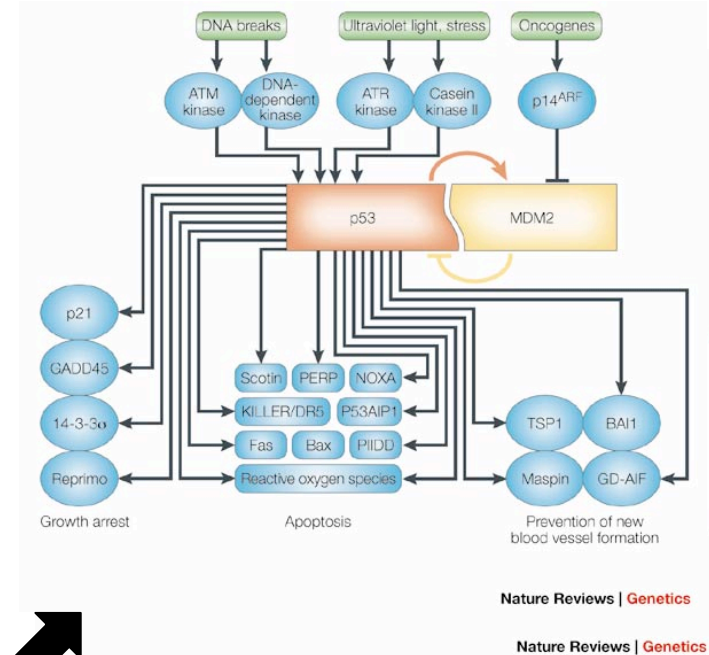 DNA breaks
Ultraviolet light, stress
Oncogenes
ATM
kinase
DNA-
dependent
kinase
ATR
kinase
Casein
kinase II
p14ARF
p53
MDM2
p21
GADD45
14-3-3σ
Reprimo
Growth arrest
Scotin
PERP
NOXA
KILLER/DR5
P53AIP1
Fas
Bax
PIIDD
Reactive oxygen species
Apoptosis
TSP1
BAI1
Maspin
GD-AIF
Prevention of new
blood vessel formation
Nature Reviews | Genetics
Nature Reviews | Genetics